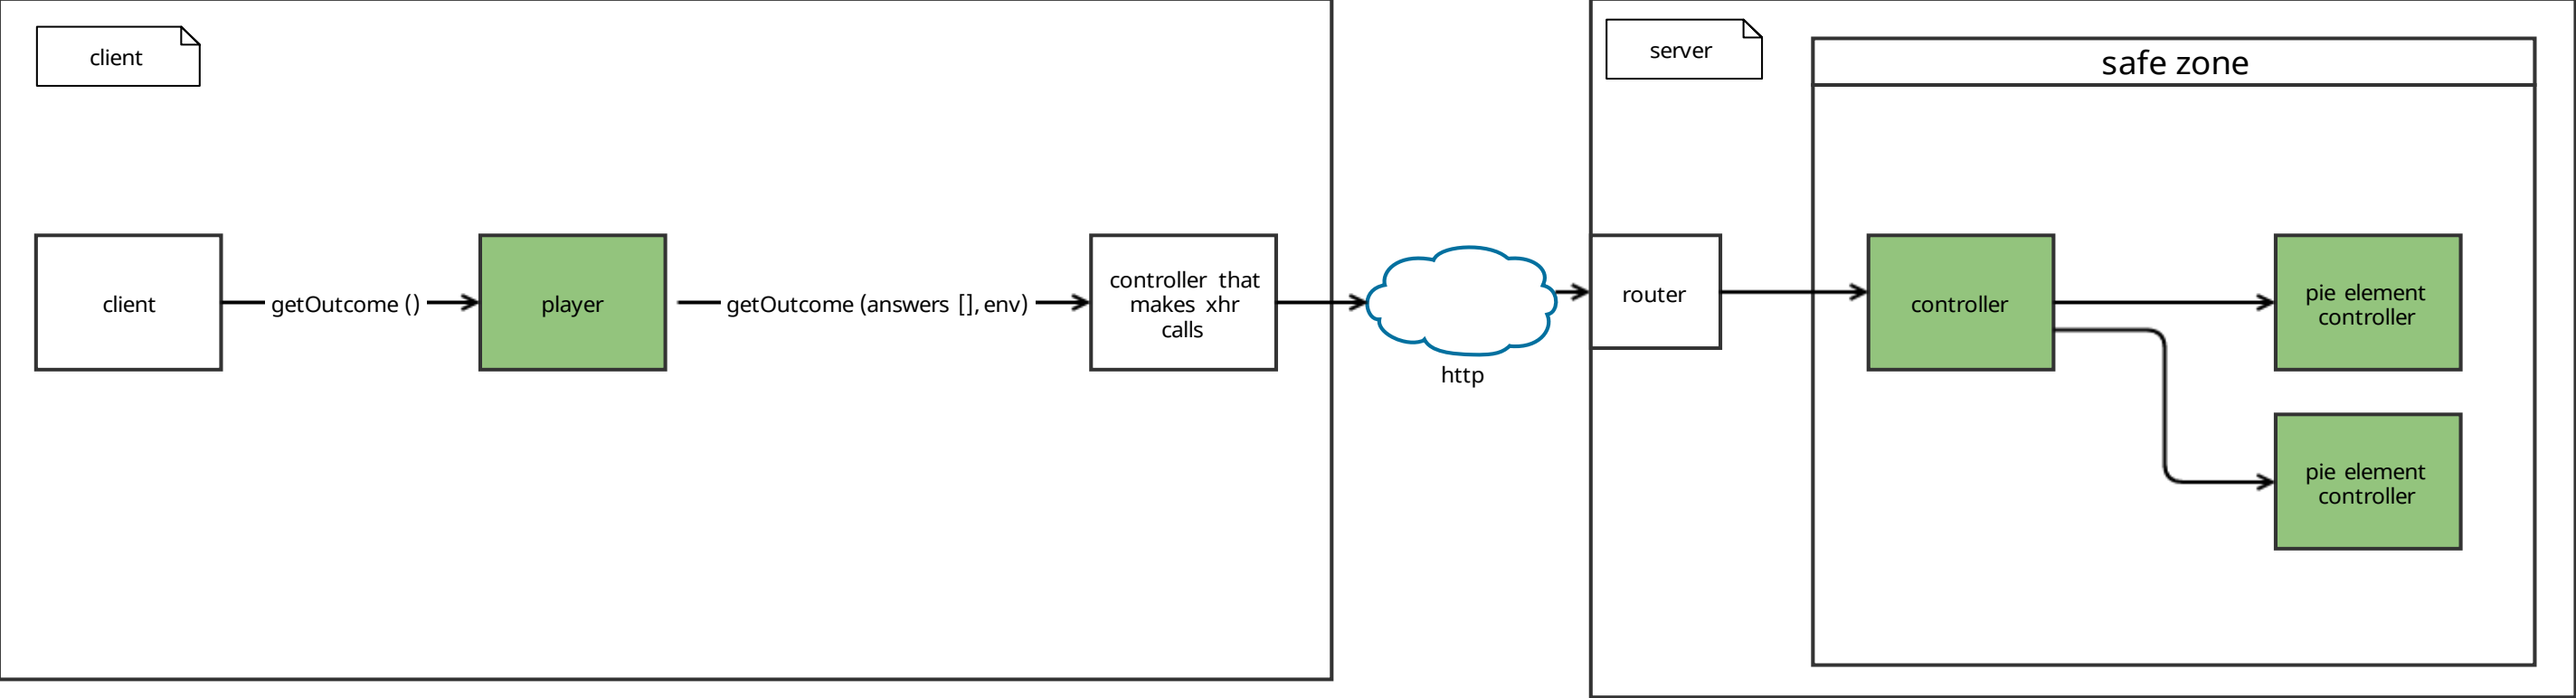 client
server
safe zone
client
getOutcome ()
player
getOutcome (answers [], env)
controller that
makes xhr
calls
http
router
controller
pie element
controller
pie element
controller